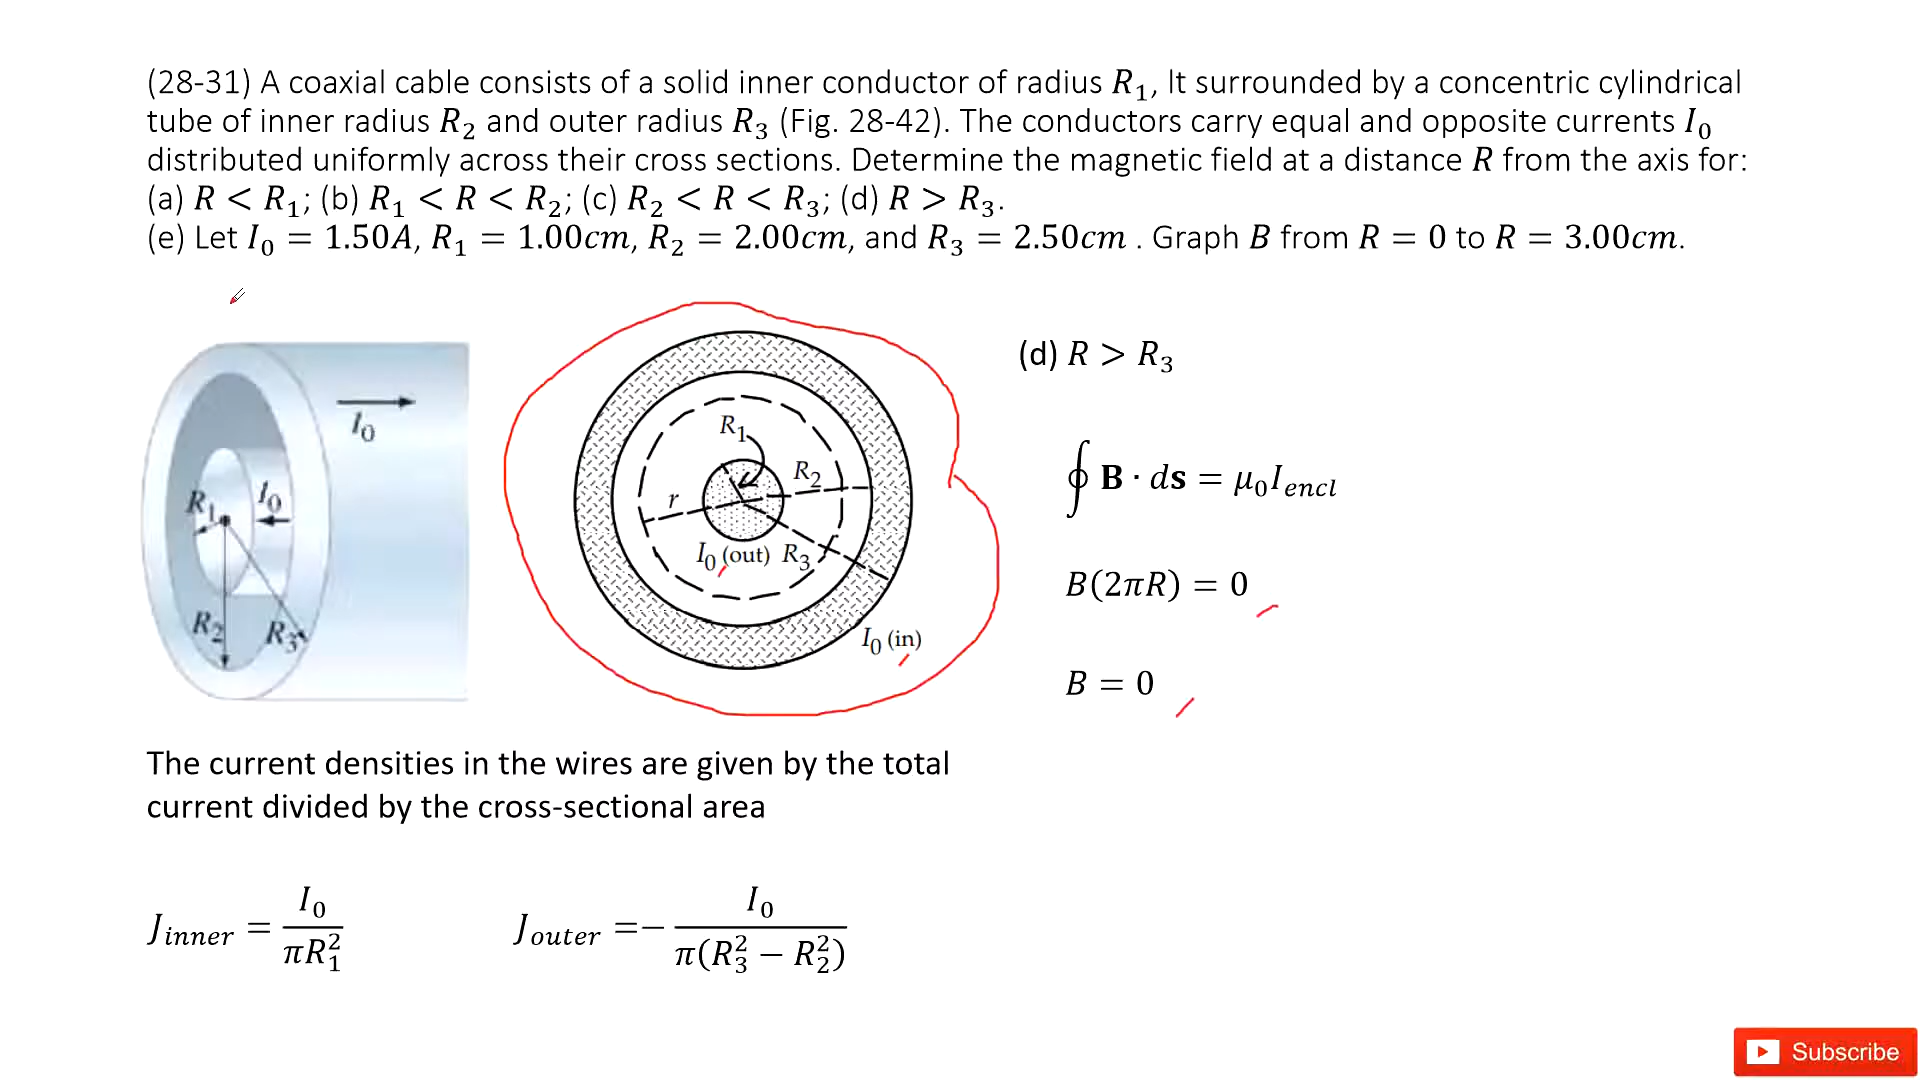 (28-31) A coaxial cable consists of a solid inner conductor of radius R₁, It surrounded by a concentric cylindrical
tube of inner radius R₂ and outer radius R₃ (Fig. 28-42). The conductors carry equal and opposite currents I₀
distributed uniformly across their cross sections. Determine the magnetic field at a distance R from the axis for:
(a) R < R₁; (b) R₁ < R < R₂; (c) R₂ < R < R₃; (d) R > R₃.
(e) Let I₀ = 1.50A, R₁ = 1.00cm, R₂ = 2.00cm, and R₃ = 2.50cm . Graph B from R = 0 to R = 3.00cm.
I₀
R₁
I₀
R₂
R₃
R₁
R₂
r
I₀ (out) R₃
I₀ (in)
(d) R > R₃
∮ B · ds = μ₀I_encl
B(2πR) = 0
B = 0
The current densities in the wires are given by the total
current divided by the cross-sectional area
J_inner = I₀ / πR₁²
J_outer =− I₀ / π(R₃² − R₂²)
Subscribe